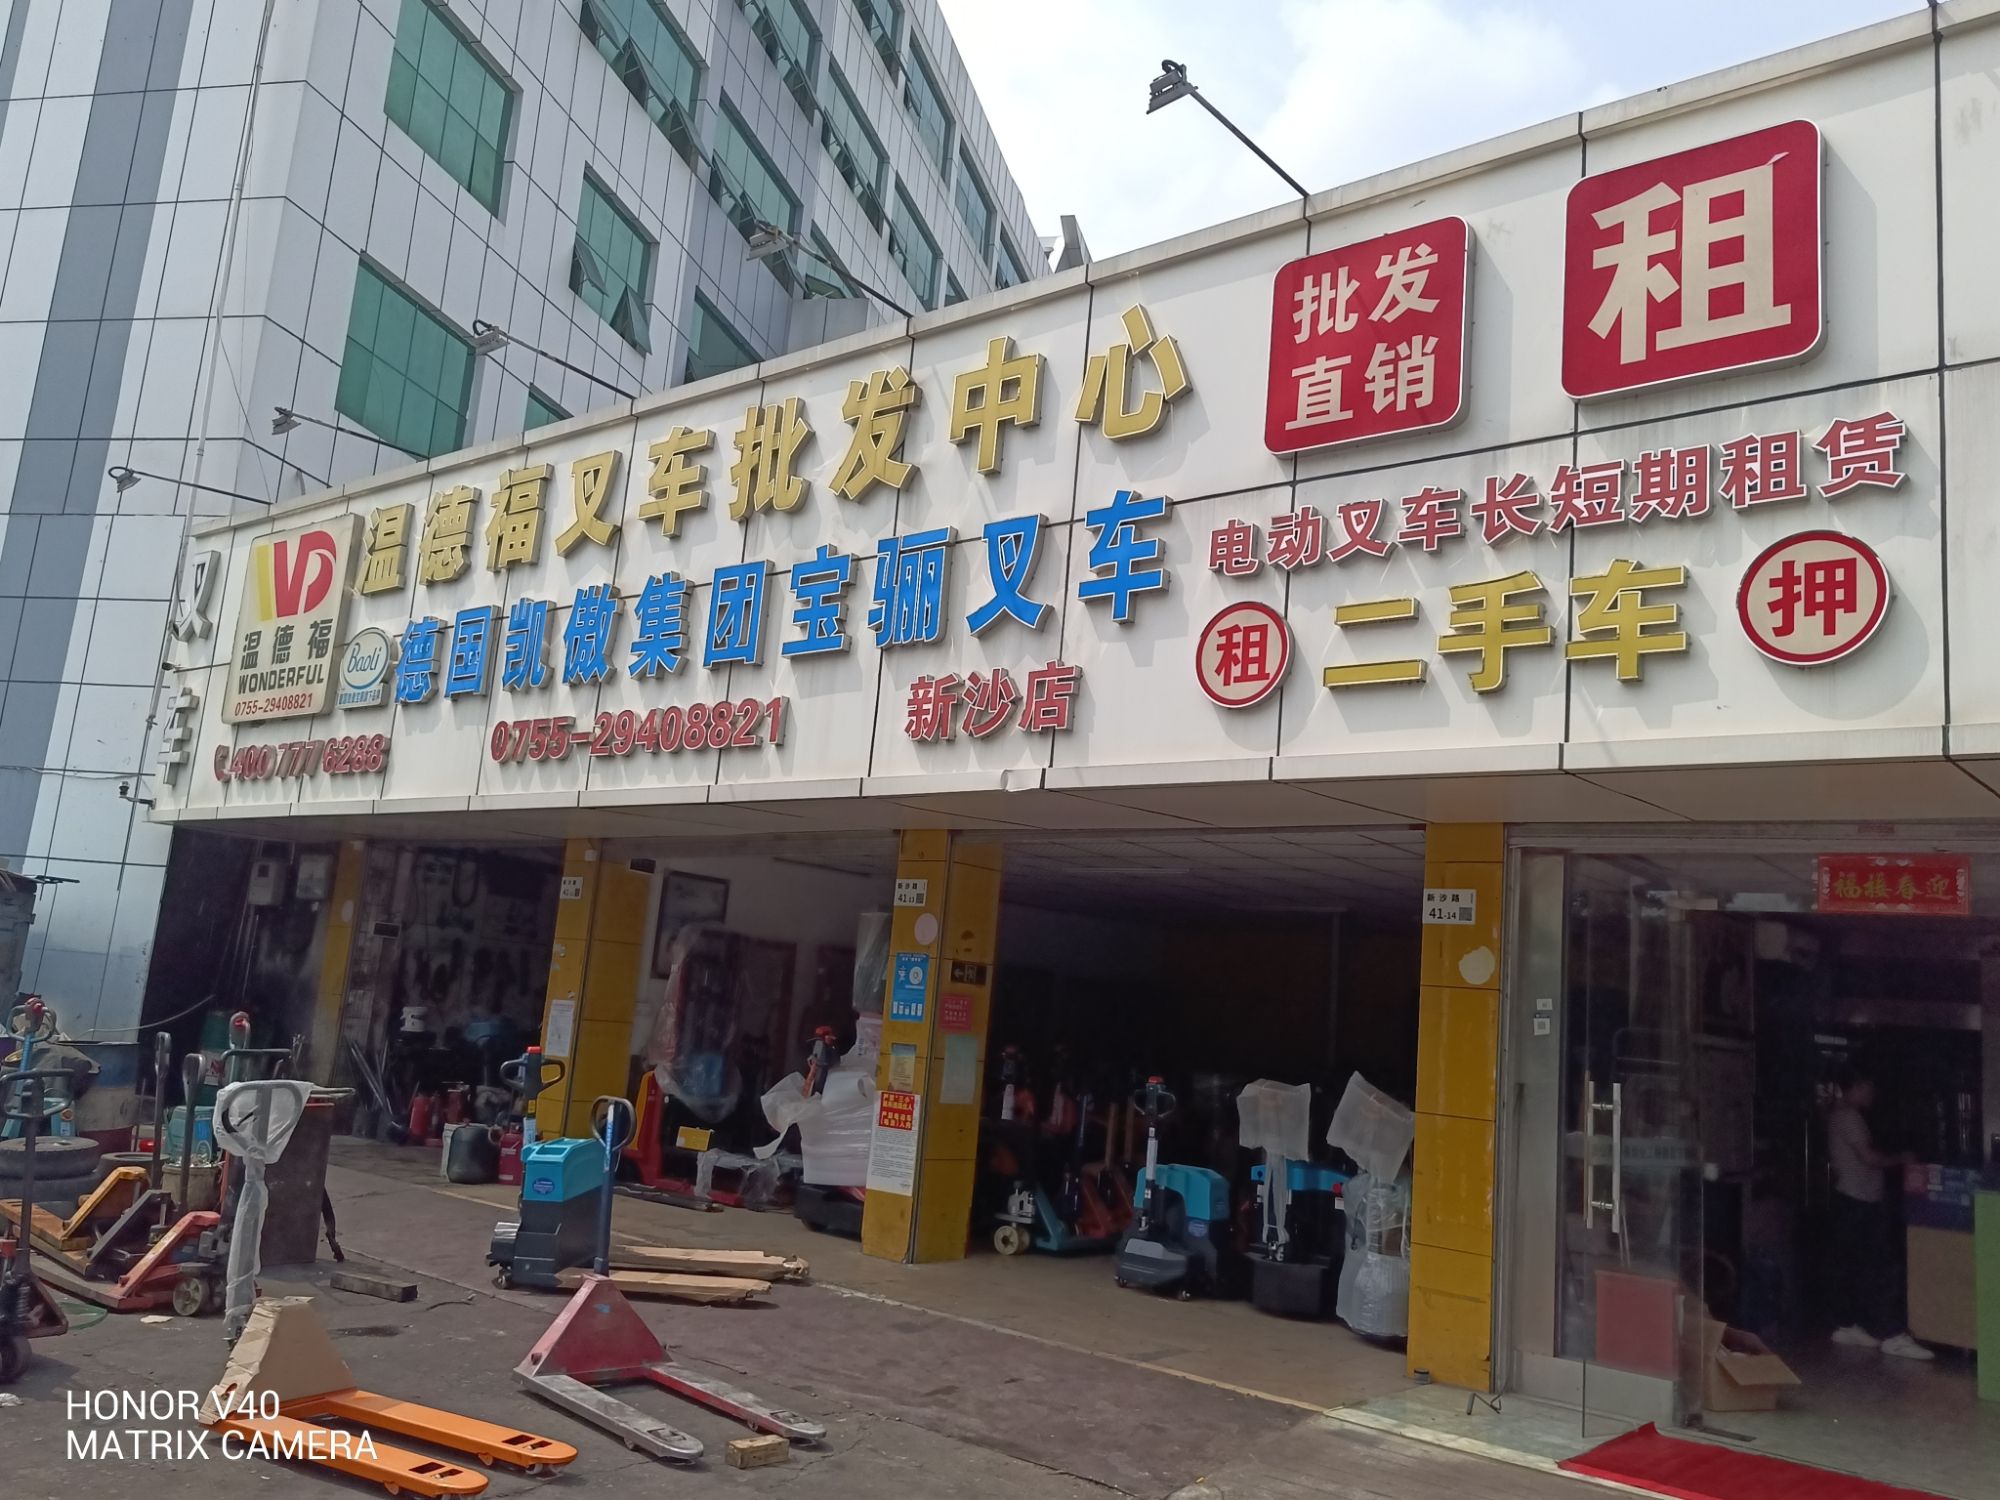 温德福叉车批发中心
德国凯傲集团宝骊叉车
0755-29408821
新沙店
温德福
WONDERFUL
0755-29408821
400 777 6288
Baoli
批发
直销
租
电动叉车长短期租赁
租
二手车
押
新沙路
41-13
新沙路
41-14
迎春接福
HONOR V40
MATRIX CAMERA